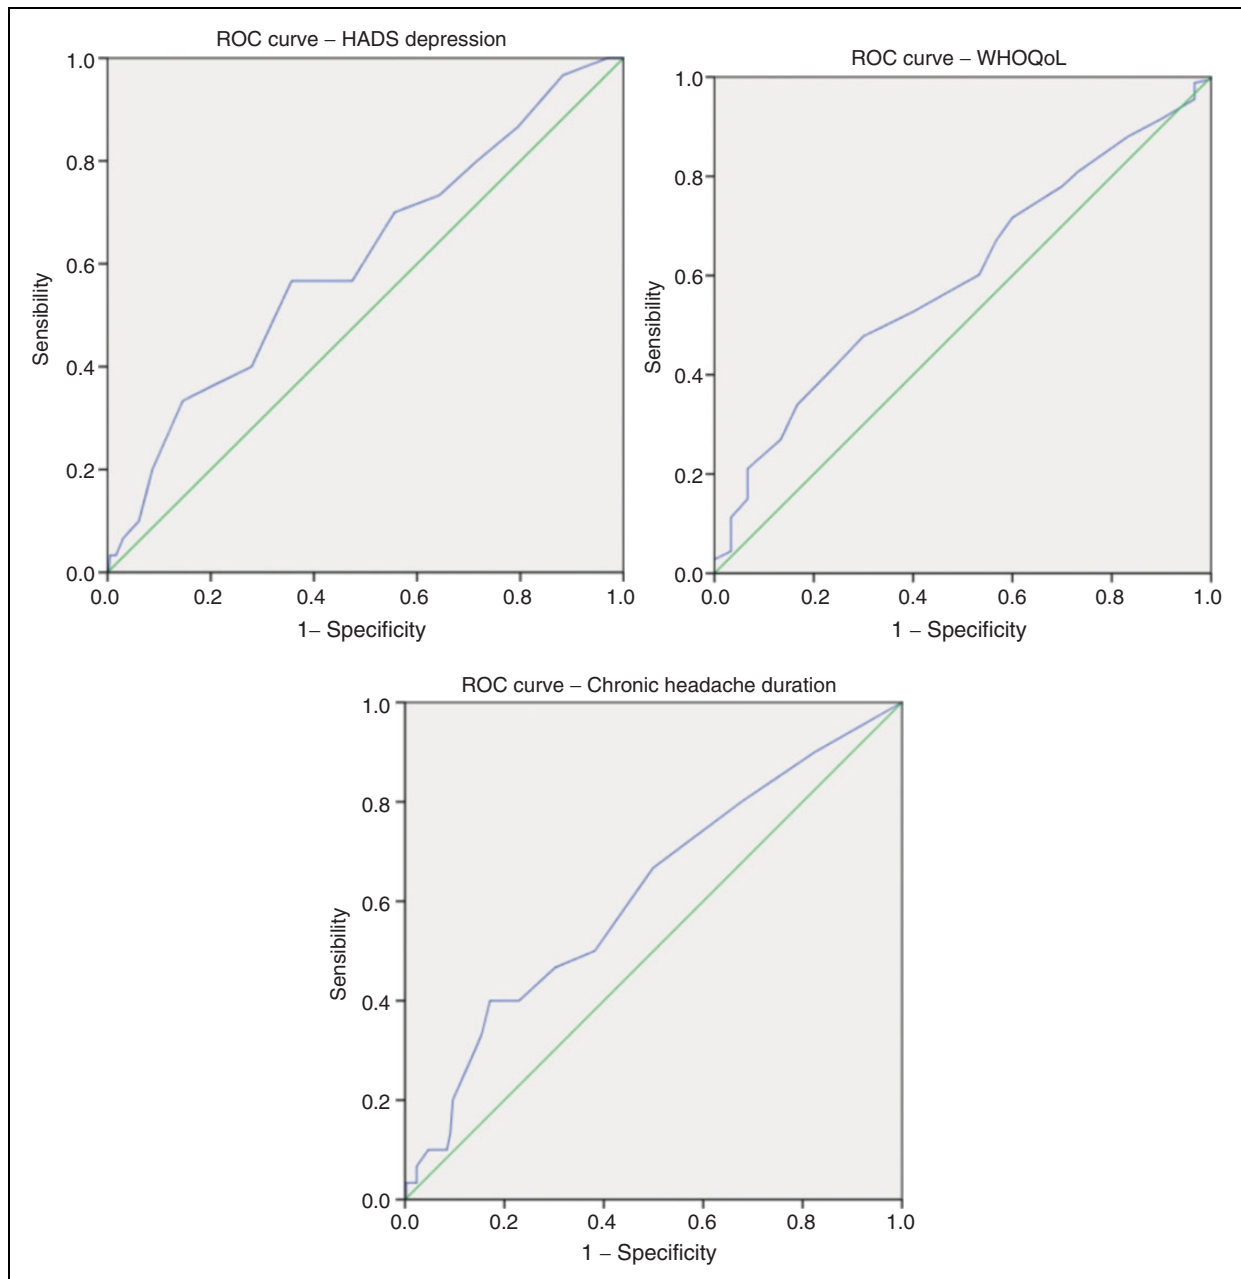 ROC curve – HADS depression
1.0
0.8
0.6
0.4
0.2
0.0
Sensibility
0.0 0.2 0.4 0.6 0.8 1.0
1– Specificity
ROC curve – WHOQoL
1.0
0.8
0.6
0.4
0.2
0.0
Sensibility
0.0 0.2 0.4 0.6 0.8 1.0
1 – Specificity
ROC curve – Chronic headache duration
1.0
0.8
0.6
0.4
0.2
0.0
Sensibility
0.0 0.2 0.4 0.6 0.8 1.0
1 – Specificity